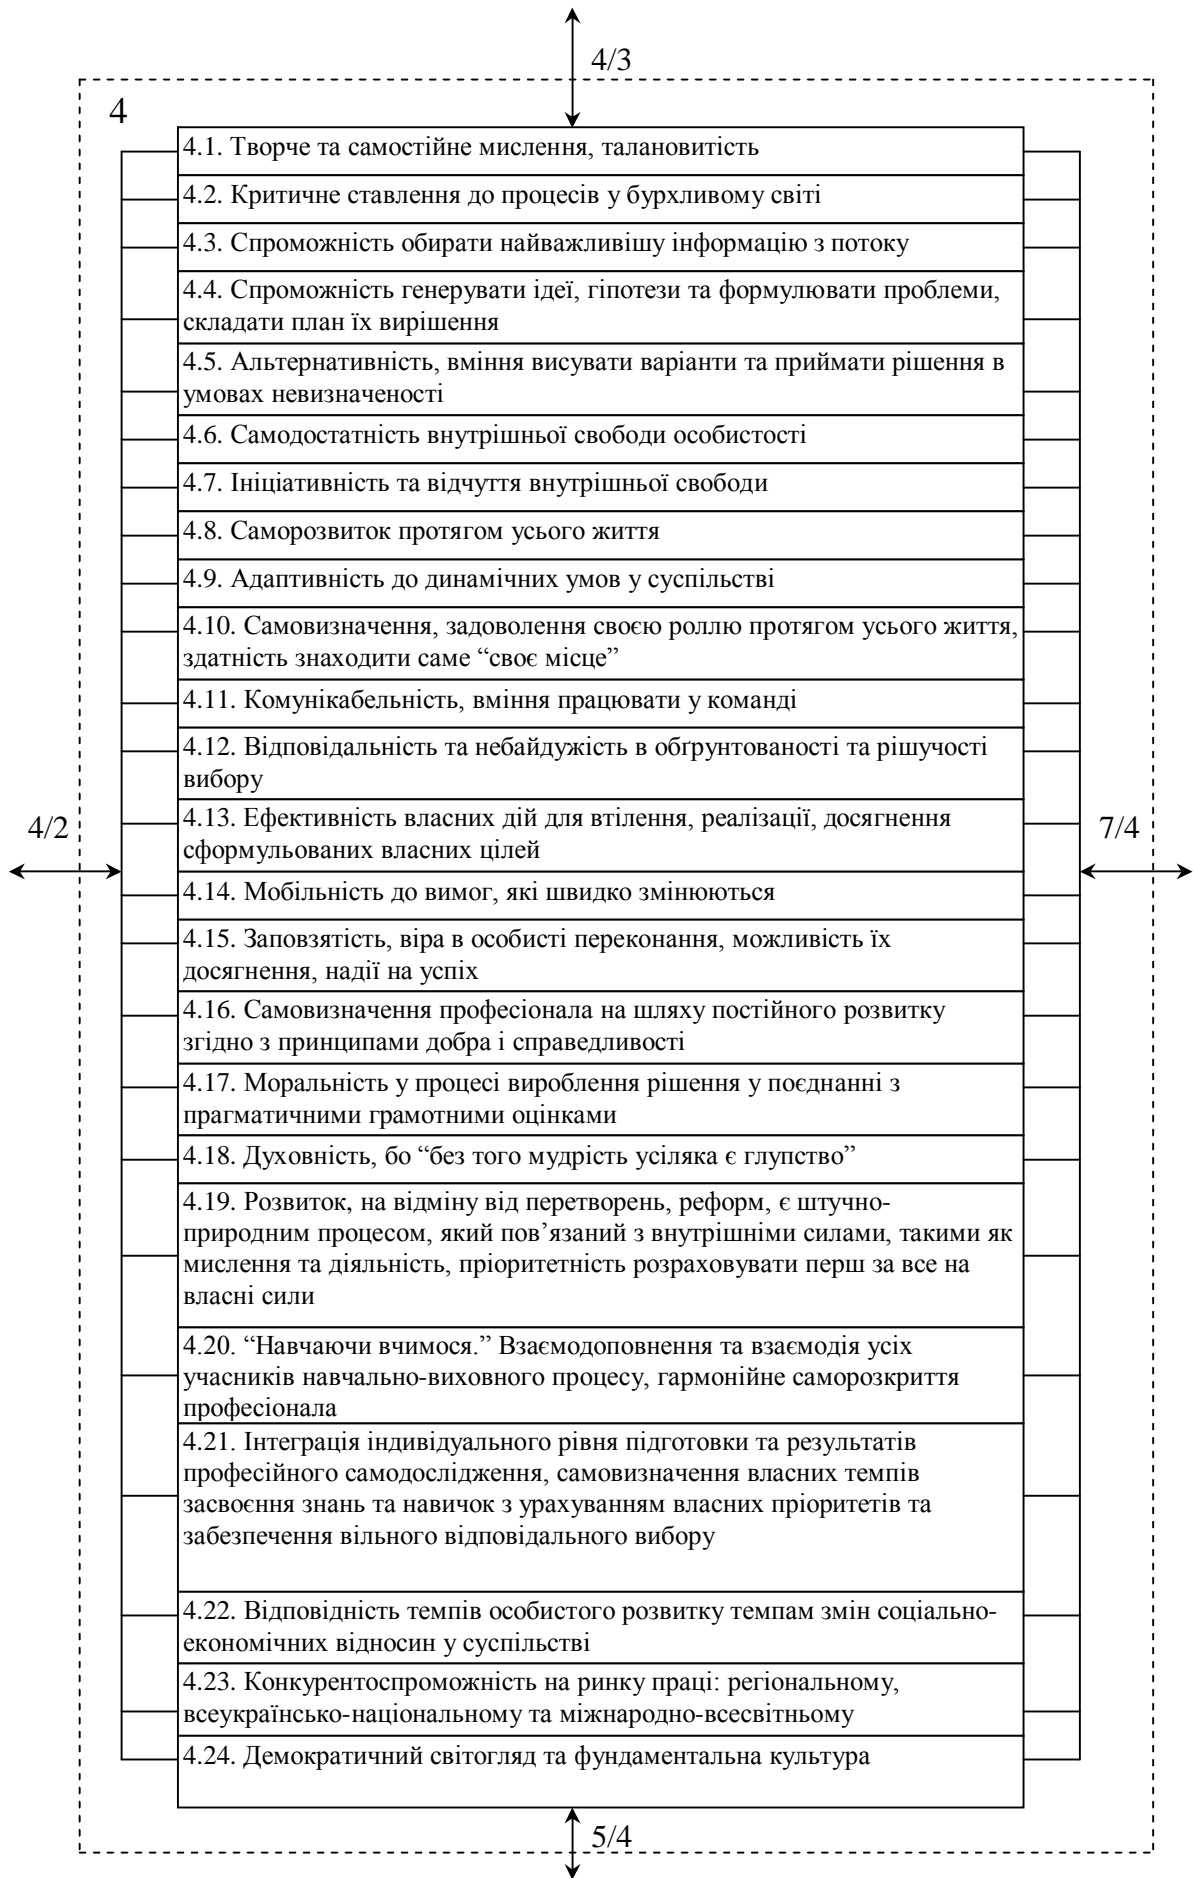 4/3
4
4.1. Творче та самостійне мислення, талановитість
4.2. Критичне ставлення до процесів у бурхливому світі
4.3. Спроможність обирати найважливішу інформацію з потоку
4.4. Спроможність генерувати ідеї, гіпотези та формулювати проблеми,
складати план їх вирішення
4.5. Альтернативність, вміння висувати варіанти та приймати рішення в
умовах невизначеності
4.6. Самодостатність внутрішньої свободи особистості
4.7. Ініціативність та відчуття внутрішньої свободи
4.8. Саморозвиток протягом усього життя
4.9. Адаптивність до динамічних умов у суспільстві
4.10. Самовизначення, задоволення своєю роллю протягом усього життя,
здатність знаходити саме “своє місце”
4.11. Комунікабельність, вміння працювати у команді
4.12. Відповідальність та небайдужість в обґрунтованості та рішучості
вибору
4/2
4.13. Ефективність власних дій для втілення, реалізації, досягнення
сформульованих власних цілей
7/4
4.14. Мобільність до вимог, які швидко змінюються
4.15. Заповзятість, віра в особисті переконання, можливість їх
досягнення, надії на успіх
4.16. Самовизначення професіонала на шляху постійного розвитку
згідно з принципами добра і справедливості
4.17. Моральність у процесі вироблення рішення у поєднанні з
прагматичними грамотними оцінками
4.18. Духовність, бо “без того мудрість усіляка є глупство”
4.19. Розвиток, на відміну від перетворень, реформ, є штучно-
природним процесом, який пов’язаний з внутрішніми силами, такими як
мислення та діяльність, пріоритетність розраховувати перш за все на
власні сили
4.20. “Навчаючи вчимося.” Взаємодоповнення та взаємодія усіх
учасників навчально-виховного процесу, гармонійне саморозкриття
професіонала
4.21. Інтеграція індивідуального рівня підготовки та результатів
професійного самодослідження, самовизначення власних темпів
засвоєння знань та навичок з урахуванням власних пріоритетів та
забезпечення вільного відповідального вибору
4.22. Відповідність темпів особистого розвитку темпам змін соціально-
економічних відносин у суспільстві
4.23. Конкурентоспроможність на ринку праці: регіональному,
всеукраїнсько-національному та міжнародно-всесвітньому
4.24. Демократичний світогляд та фундаментальна культура
5/4